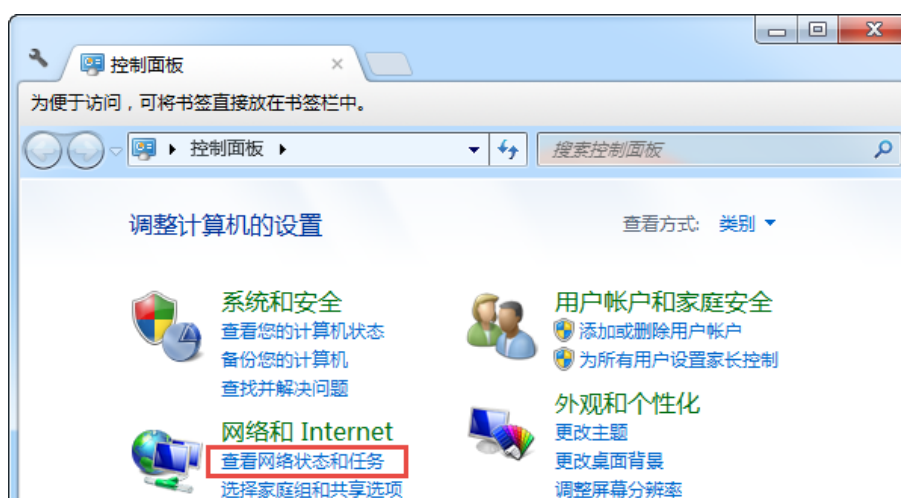 控制面板
为便于访问，可将书签直接放在书签栏中。
控制面板
搜索控制面板
调整计算机的设置
查看方式: 类别
系统和安全
查看您的计算机状态
备份您的计算机
查找并解决问题
网络和 Internet
查看网络状态和任务
选择家庭组和共享选项
用户帐户和家庭安全
添加或删除用户帐户
为所有用户设置家长控制
外观和个性化
更改主题
更改桌面背景
调整屏幕分辨率